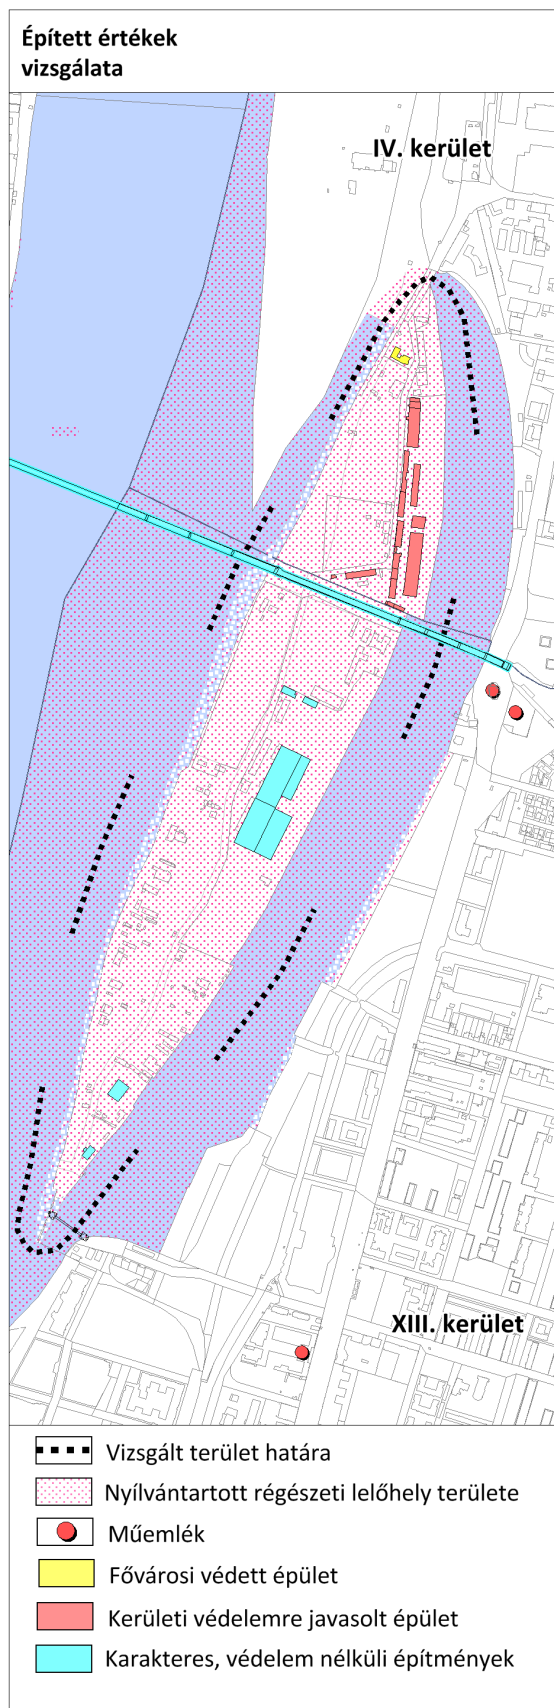 Épített értékek
vizsgálata
IV. kerület
XIII. kerület
Vizsgált terület határa
Nyílvántartott régészeti lelőhely területe
Műemlék
Fővárosi védett épület
Kerületi védelemre javasolt épület
Karakteres, védelem nélküli építmények